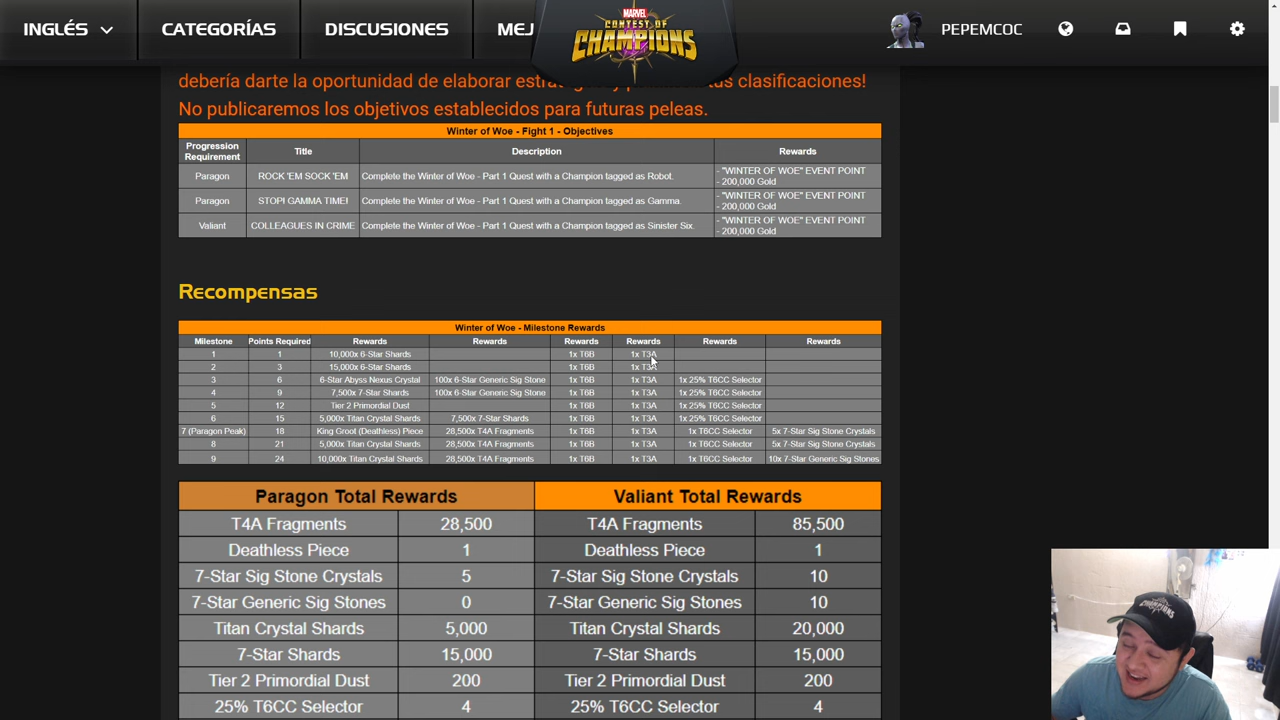 INGLÉS
CATEGORÍAS
DISCUSIONES
MEJ
MARVEL
CONTEST OF
CHAMPIONS
PEPEMCOC
debería darte la oportunidad de elaborar
tus clasificaciones!
No publicaremos los objetivos establecidos para futuras peleas.
Winter of Woe - Fight 1 - Objectives
Progression Requirement Title Description Rewards
Paragon ROCK 'EM SOCK 'EM Complete the Winter of Woe - Part 1 Quest with a Champion tagged as Robot. - "WINTER OF WOE" EVENT POINT
- 200,000 Gold
Paragon STOP! GAMMA TIME! Complete the Winter of Woe - Part 1 Quest with a Champion tagged as Gamma. - "WINTER OF WOE" EVENT POINT
- 200,000 Gold
Valiant COLLEAGUES IN CRIME Complete the Winter of Woe - Part 1 Quest with a Champion tagged as Sinister Six. - "WINTER OF WOE" EVENT POINT
- 200,000 Gold
Recompensas
Winter of Woe - Milestone Rewards
Milestone Points Required Rewards Rewards Rewards Rewards Rewards Rewards
1 1 10,000x 6-Star Shards 1x T6B 1x T3A
2 3 15,000x 6-Star Shards 1x T6B 1x T3A
3 6 6-Star Abyss Nexus Crystal 100x 6-Star Generic Sig Stone 1x T6B 1x T3A 1x 25% T6CC Selector
4 9 7,500x 7-Star Shards 100x 6-Star Generic Sig Stone 1x T6B 1x T3A 1x 25% T6CC Selector
5 12 Tier 2 Primordial Dust 1x T6B 1x T3A 1x 25% T6CC Selector
6 15 5,000x Titan Crystal Shards 7,500x 7-Star Shards 1x T6B 1x T3A 1x 25% T6CC Selector
7 (Paragon Peak) 18 King Groot (Deathless) Piece 28,500x T4A Fragments 1x T6B 1x T3A 1x T6CC Selector 5x 7-Star Sig Stone Crystals
8 21 5,000x Titan Crystal Shards 28,500x T4A Fragments 1x T6B 1x T3A 1x T6CC Selector 5x 7-Star Sig Stone Crystals
9 24 10,000x Titan Crystal Shards 28,500x T4A Fragments 1x T6B 1x T3A 1x T6CC Selector 10x 7-Star Generic Sig Stones
Paragon Total Rewards Valiant Total Rewards
T4A Fragments 28,500 T4A Fragments 85,500
Deathless Piece 1 Deathless Piece 1
7-Star Sig Stone Crystals 5 7-Star Sig Stone Crystals 10
7-Star Generic Sig Stones 0 7-Star Generic Sig Stones 10
Titan Crystal Shards 5,000 Titan Crystal Shards 20,000
7-Star Shards 15,000 7-Star Shards 15,000
Tier 2 Primordial Dust 200 Tier 2 Primordial Dust 200
25% T6CC Selector 4 25% T6CC Selector 4
CHAMPIONS